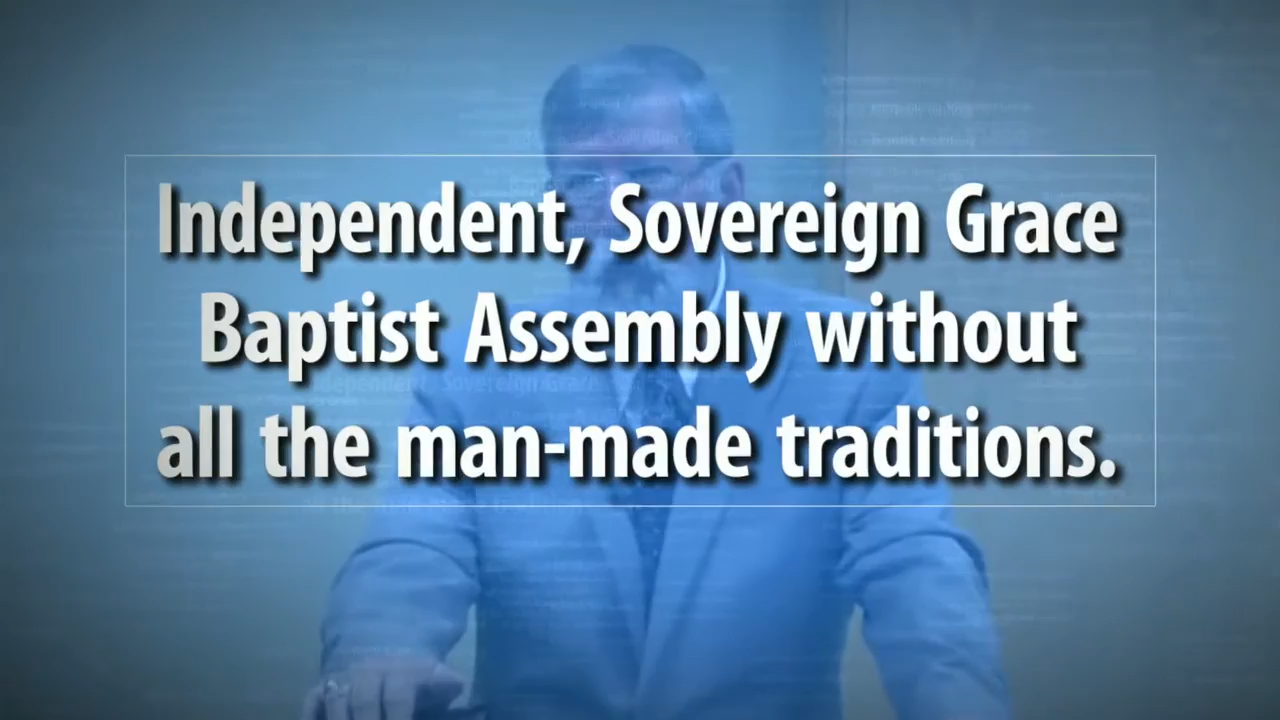 Independent, Sovereign Grace
Baptist Assembly without
all the man-made traditions.